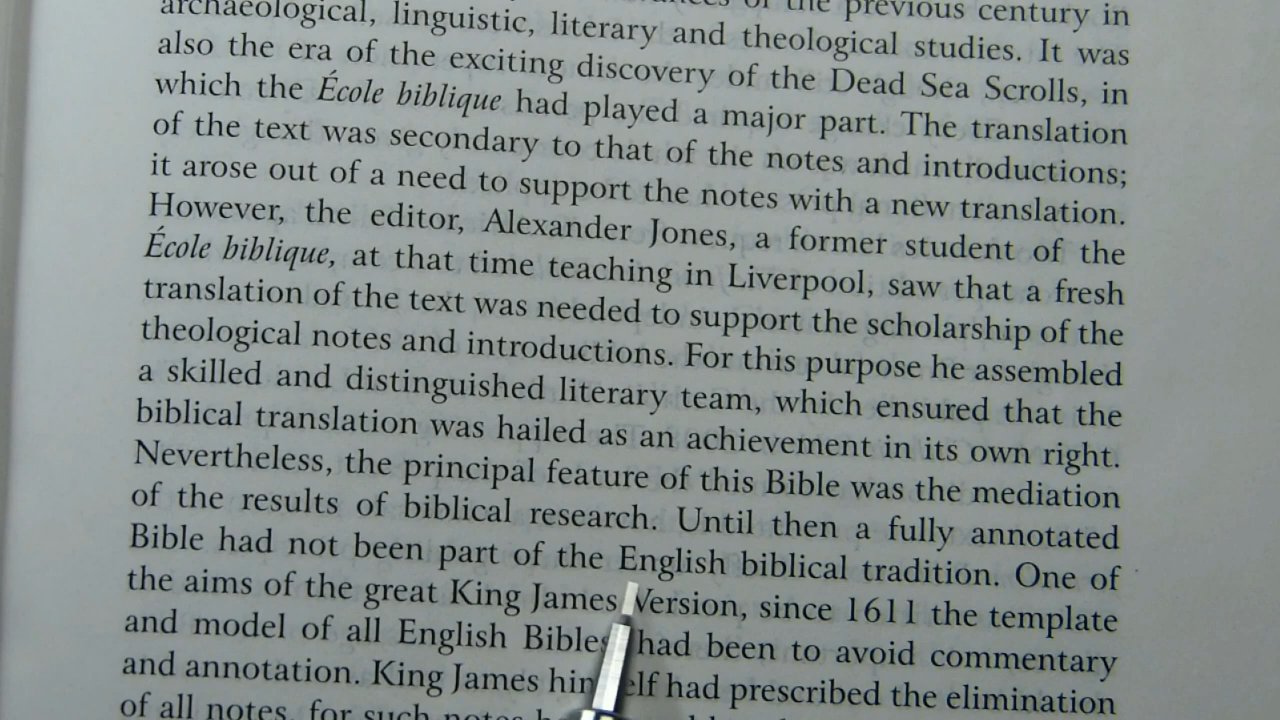 of the previous century in
archaeological, linguistic, literary and theological studies. It was
also the era of the exciting discovery of the Dead Sea Scrolls, in
which the École biblique had played a major part. The translation
of the text was secondary to that of the notes and introductions;
it arose out of a need to support the notes with a new translation.
However, the editor, Alexander Jones, a former student of the
École biblique, at that time teaching in Liverpool, saw that a fresh
translation of the text was needed to support the scholarship of the
theological notes and introductions. For this purpose he assembled
a skilled and distinguished literary team, which ensured that the
biblical translation was hailed as an achievement in its own right.
Nevertheless, the principal feature of this Bible was the mediation
of the results of biblical research. Until then a fully annotated
Bible had not been part of the English biblical tradition. One of
the aims of the great King James Version, since 1611 the template
and model of all English Bibles had been to avoid commentary
and annotation. King James himself had prescribed the elimination
of all notes, for such notes